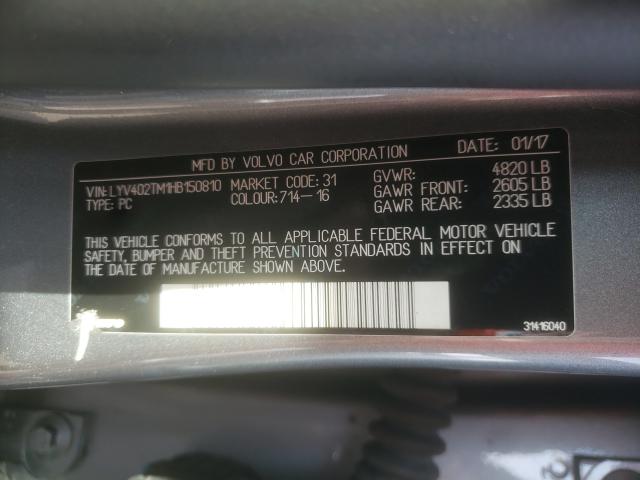 MFD BY VOLVO CAR CORPORATION DATE: 01/17
VIN: LYV402TM1HB150810 MARKET CODE: 31 GVWR: 4820 LB
TYPE: PC COLOUR: 714-16 GAWR FRONT: 2605 LB
GAWR REAR: 2335 LB
THIS VEHICLE CONFORMS TO ALL APPLICABLE FEDERAL MOTOR VEHICLE
SAFETY, BUMPER AND THEFT PREVENTION STANDARDS IN EFFECT ON
THE DATE OF MANUFACTURE SHOWN ABOVE.
31416040